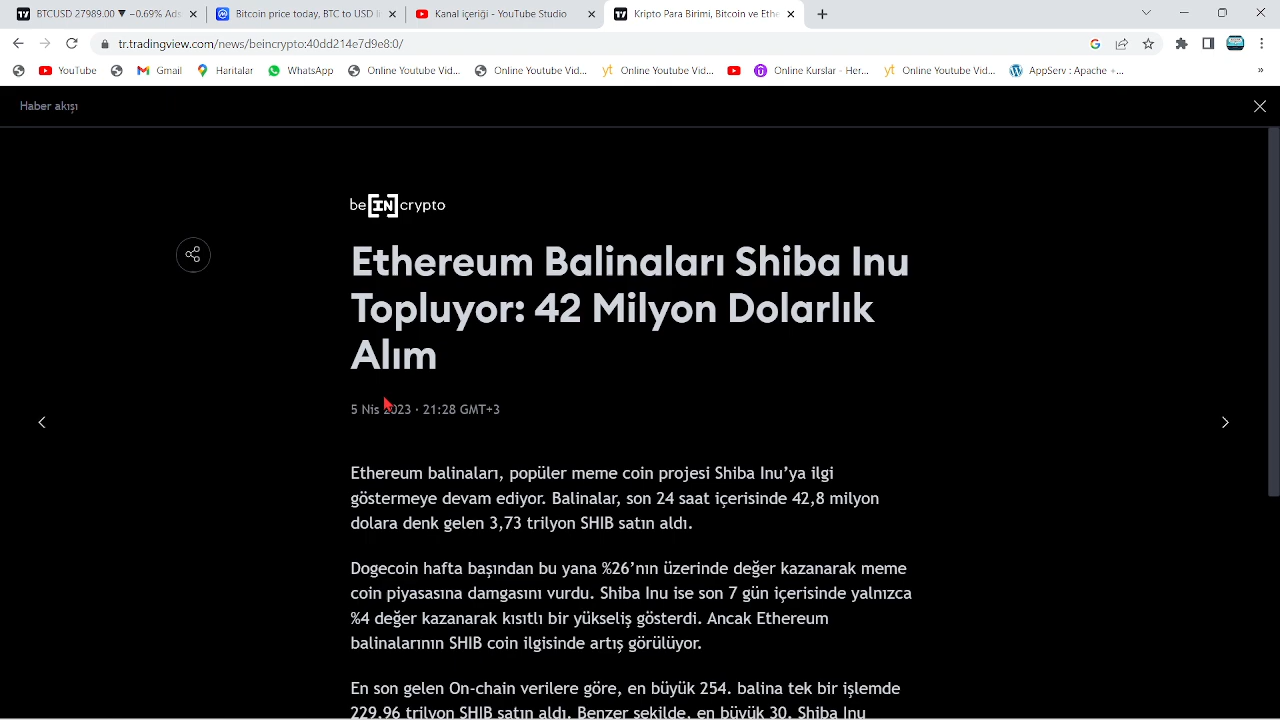 BTCUSD 27989.00 ▼ −0.69% Ads
Bitcoin price today, BTC to USD li
Kanal içeriği - YouTube Studio
Kripto Para Birimi, Bitcoin ve Ethe
tr.tradingview.com/news/beincrypto:40dd214e7d9e8:0/
YouTube
Gmail
Haritalar
WhatsApp
Online Youtube Vid...
Online Youtube Vid...
Online Youtube Vid...
Online Kurslar - Her...
Online Youtube Vid...
AppServ : Apache +...
Haber akışı
be[IN]crypto
Ethereum Balinaları Shiba Inu
Topluyor: 42 Milyon Dolarlık
Alım
5 Nis 2023 · 21:28 GMT+3
Ethereum balinaları, popüler meme coin projesi Shiba Inu’ya ilgi
göstermeye devam ediyor. Balinalar, son 24 saat içerisinde 42,8 milyon
dolara denk gelen 3,73 trilyon SHIB satın aldı.
Dogecoin hafta başından bu yana %26’nın üzerinde değer kazanarak meme
coin piyasasına damgasını vurdu. Shiba Inu ise son 7 gün içerisinde yalnızca
%4 değer kazanarak kısıtlı bir yükseliş gösterdi. Ancak Ethereum
balinalarının SHIB coin ilgisinde artış görülüyor.
En son gelen On-chain verilere göre, en büyük 254. balina tek bir işlemde
229,96 trilyon SHIB satın aldı. Benzer şekilde, en büyük 30. Shiba Inu